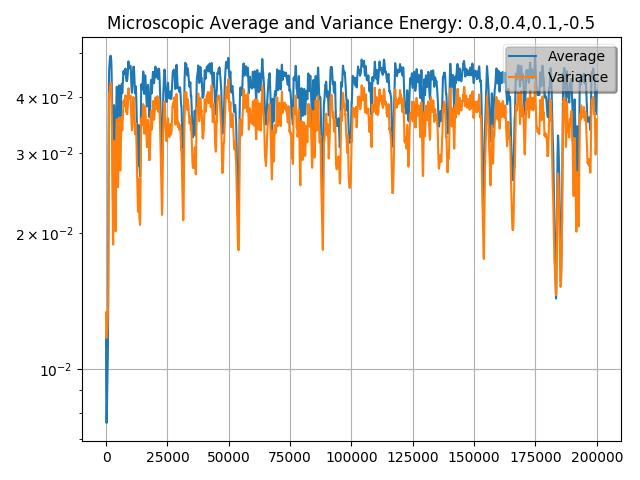 Microscopic Average and Variance Energy: 0.8,0.4,0.1,-0.5
Average
Variance
4 × 10⁻²
3 × 10⁻²
2 × 10⁻²
10⁻²
0 25000 50000 75000 100000 125000 150000 175000 200000